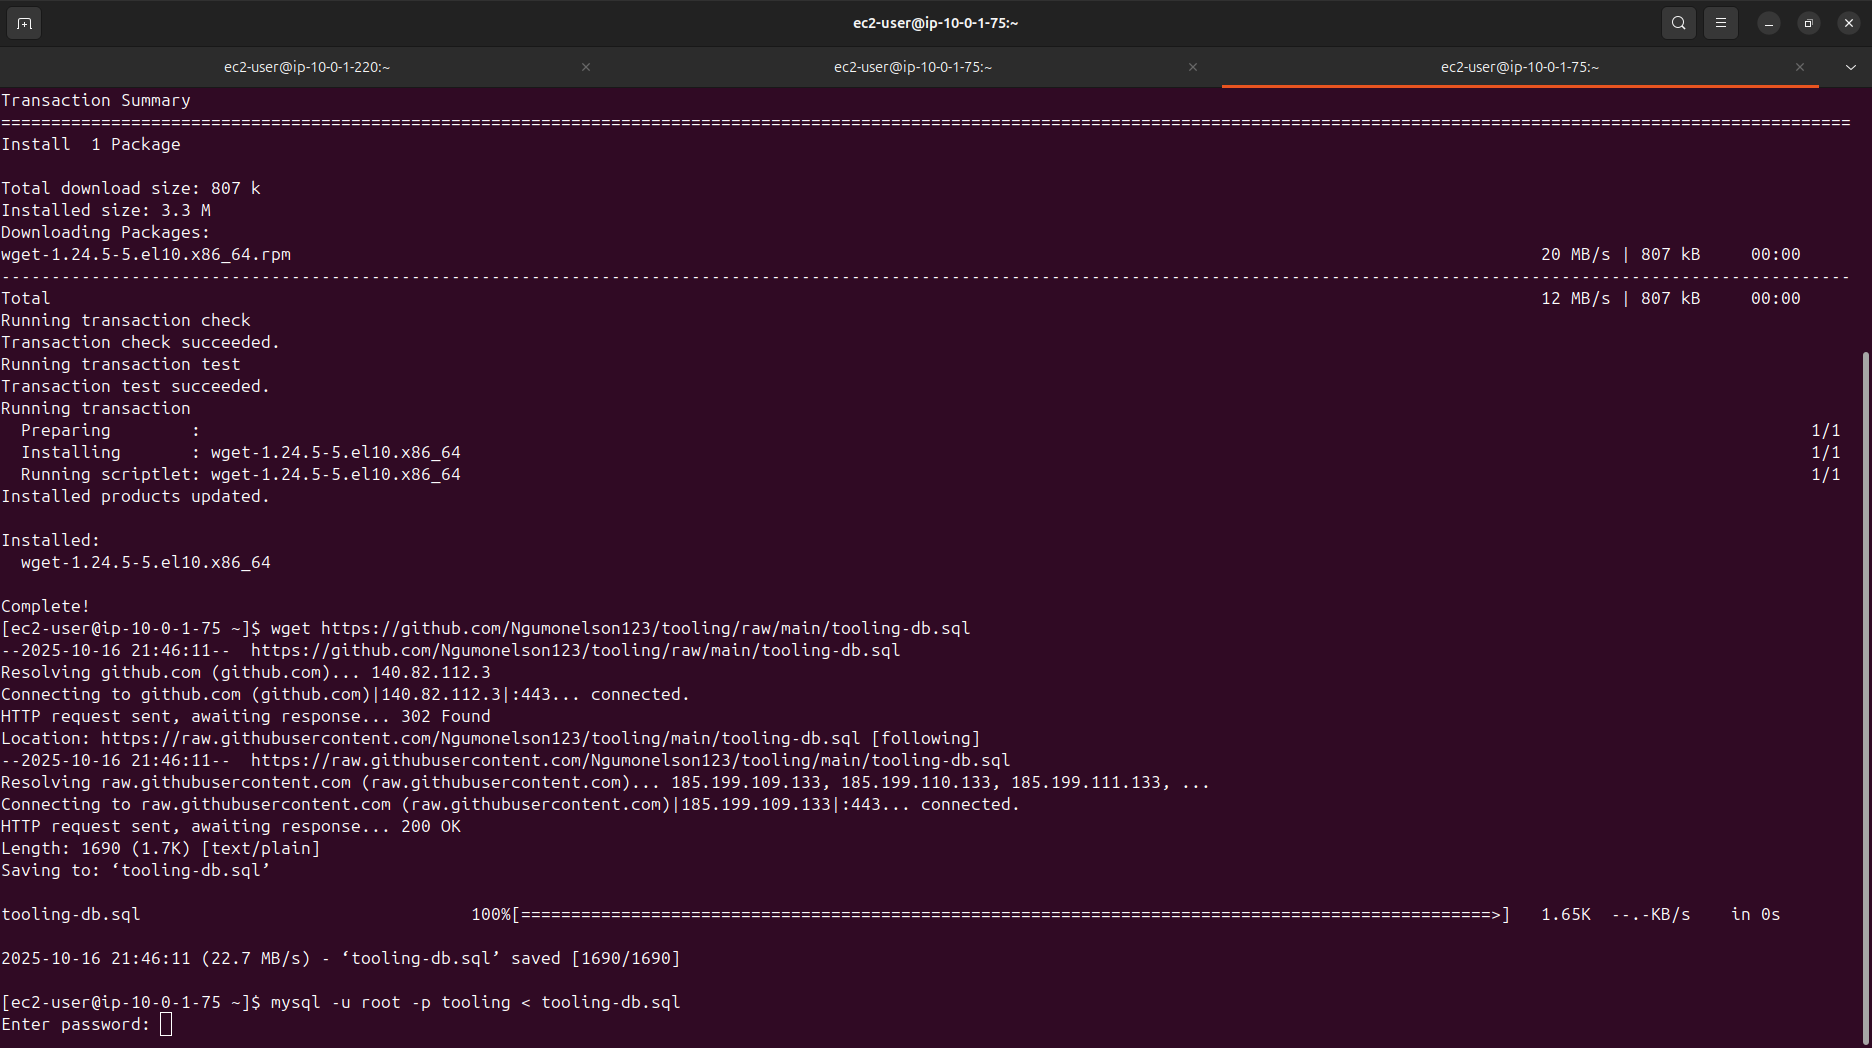 ec2-user@ip-10-0-1-75:~
ec2-user@ip-10-0-1-220:~
ec2-user@ip-10-0-1-75:~
ec2-user@ip-10-0-1-75:~
Transaction Summary
=========================================================================================================================================================================================
Install  1 Package
Total download size: 807 k
Installed size: 3.3 M
Downloading Packages:
wget-1.24.5-5.el10.x86_64.rpm 20 MB/s | 807 kB     00:00
-----------------------------------------------------------------------------------------------------------------------------------------------------------------------------------------
Total 12 MB/s | 807 kB     00:00
Running transaction check
Transaction check succeeded.
Running transaction test
Transaction test succeeded.
Running transaction
  Preparing        : 1/1
  Installing       : wget-1.24.5-5.el10.x86_64 1/1
  Running scriptlet: wget-1.24.5-5.el10.x86_64 1/1
Installed products updated.
Installed:
  wget-1.24.5-5.el10.x86_64
Complete!
[ec2-user@ip-10-0-1-75 ~]$ wget https://github.com/Ngumonelson123/tooling/raw/main/tooling-db.sql
--2025-10-16 21:46:11--  https://github.com/Ngumonelson123/tooling/raw/main/tooling-db.sql
Resolving github.com (github.com)... 140.82.112.3
Connecting to github.com (github.com)|140.82.112.3|:443... connected.
HTTP request sent, awaiting response... 302 Found
Location: https://raw.githubusercontent.com/Ngumonelson123/tooling/main/tooling-db.sql [following]
--2025-10-16 21:46:11--  https://raw.githubusercontent.com/Ngumonelson123/tooling/main/tooling-db.sql
Resolving raw.githubusercontent.com (raw.githubusercontent.com)... 185.199.109.133, 185.199.110.133, 185.199.111.133, ...
Connecting to raw.githubusercontent.com (raw.githubusercontent.com)|185.199.109.133|:443... connected.
HTTP request sent, awaiting response... 200 OK
Length: 1690 (1.7K) [text/plain]
Saving to: ‘tooling-db.sql’
tooling-db.sql 100%[=================================================================================================>]   1.65K  --.-KB/s    in 0s
2025-10-16 21:46:11 (22.7 MB/s) - ‘tooling-db.sql’ saved [1690/1690]
[ec2-user@ip-10-0-1-75 ~]$ mysql -u root -p tooling < tooling-db.sql
Enter password: